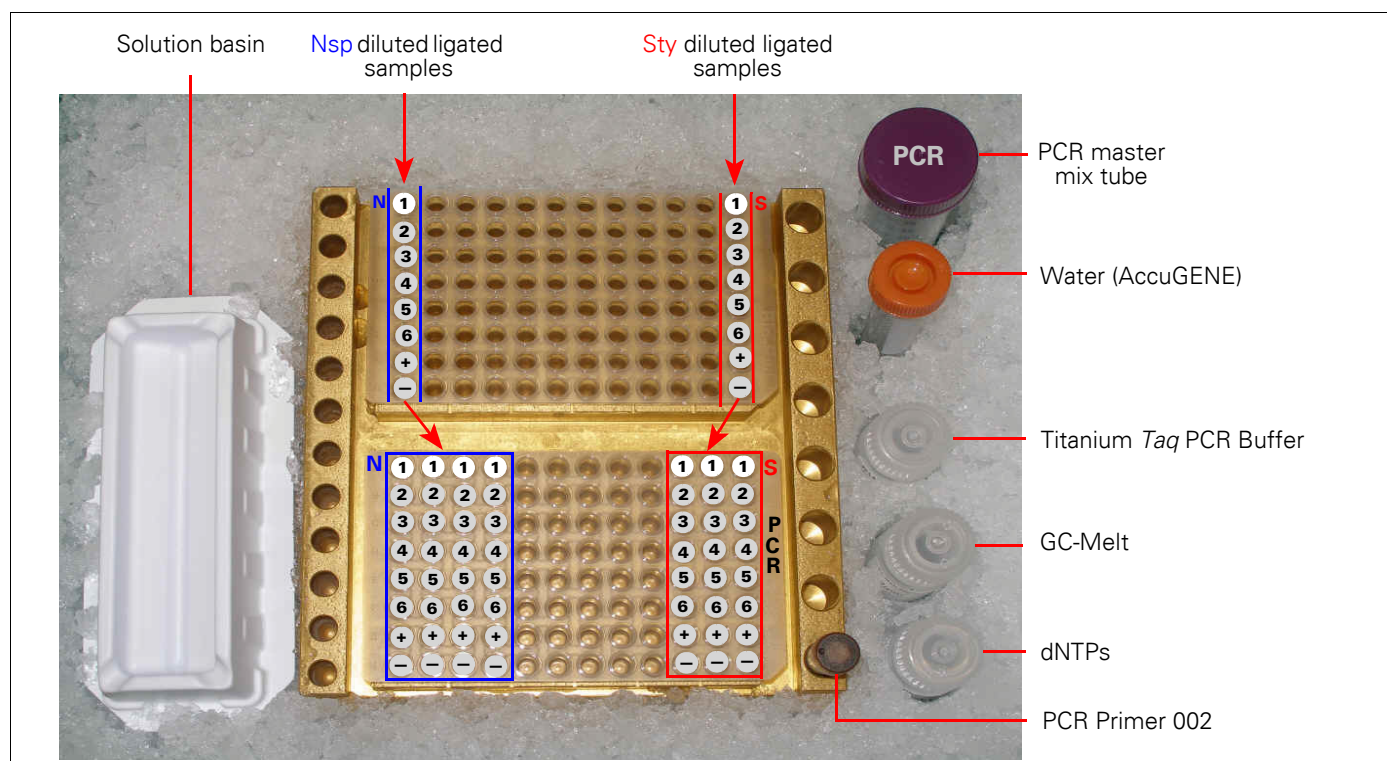 Solution basin
Nsp diluted ligated
samples
Sty diluted ligated
samples
PCR
PCR master
mix tube
Water (AccuGENE)
Titanium Taq PCR Buffer
GC-Melt
dNTPs
PCR Primer 002
N 1 1 S
2 2
3 3
4 4
5 5
6 6
+ +
– –
N 1 1 1 1 1 1 1 S
2 2 2 2 2 2 2
3 3 3 3 3 3 3
4 4 4 4 4 4 4
5 5 5 5 5 5 5
6 6 6 6 6 6 6
+ + + + + + +
– – – – – – –
PCR